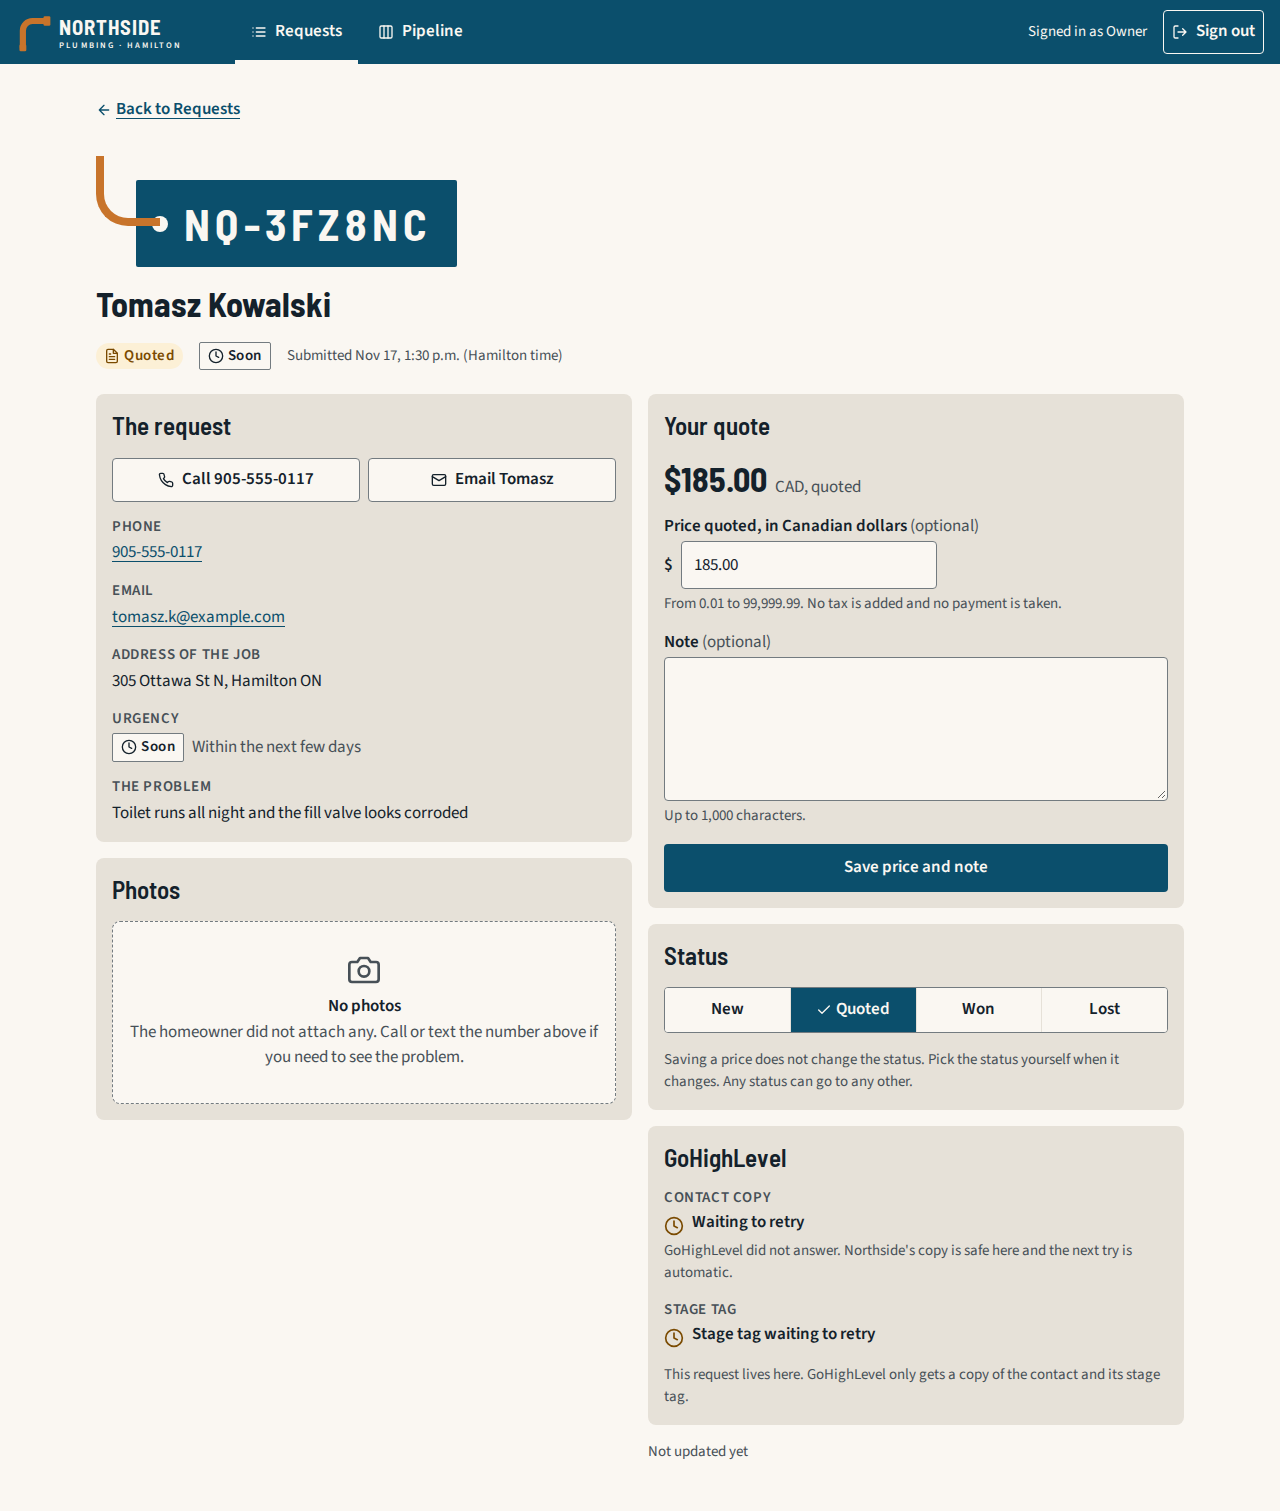 NORTHSIDE
PLUMBING · HAMILTON
Requests
Pipeline
Signed in as Owner
Sign out
Back to Requests
NQ-3FZ8NC
Tomasz Kowalski
Quoted
Soon
Submitted Nov 17, 1:30 p.m. (Hamilton time)
The request
Call 905-555-0117
Email Tomasz
PHONE
905-555-0117
EMAIL
tomasz.k@example.com
ADDRESS OF THE JOB
305 Ottawa St N, Hamilton ON
URGENCY
Soon
Within the next few days
THE PROBLEM
Toilet runs all night and the fill valve looks corroded
Photos
No photos
The homeowner did not attach any. Call or text the number above if
you need to see the problem.
Your quote
$185.00 CAD, quoted
Price quoted, in Canadian dollars (optional)
$ 185.00
From 0.01 to 99,999.99. No tax is added and no payment is taken.
Note (optional)
Up to 1,000 characters.
Save price and note
Status
New
Quoted
Won
Lost
Saving a price does not change the status. Pick the status yourself when it
changes. Any status can go to any other.
GoHighLevel
CONTACT COPY
Waiting to retry
GoHighLevel did not answer. Northside's copy is safe here and the next try is
automatic.
STAGE TAG
Stage tag waiting to retry
This request lives here. GoHighLevel only gets a copy of the contact and its stage
tag.
Not updated yet